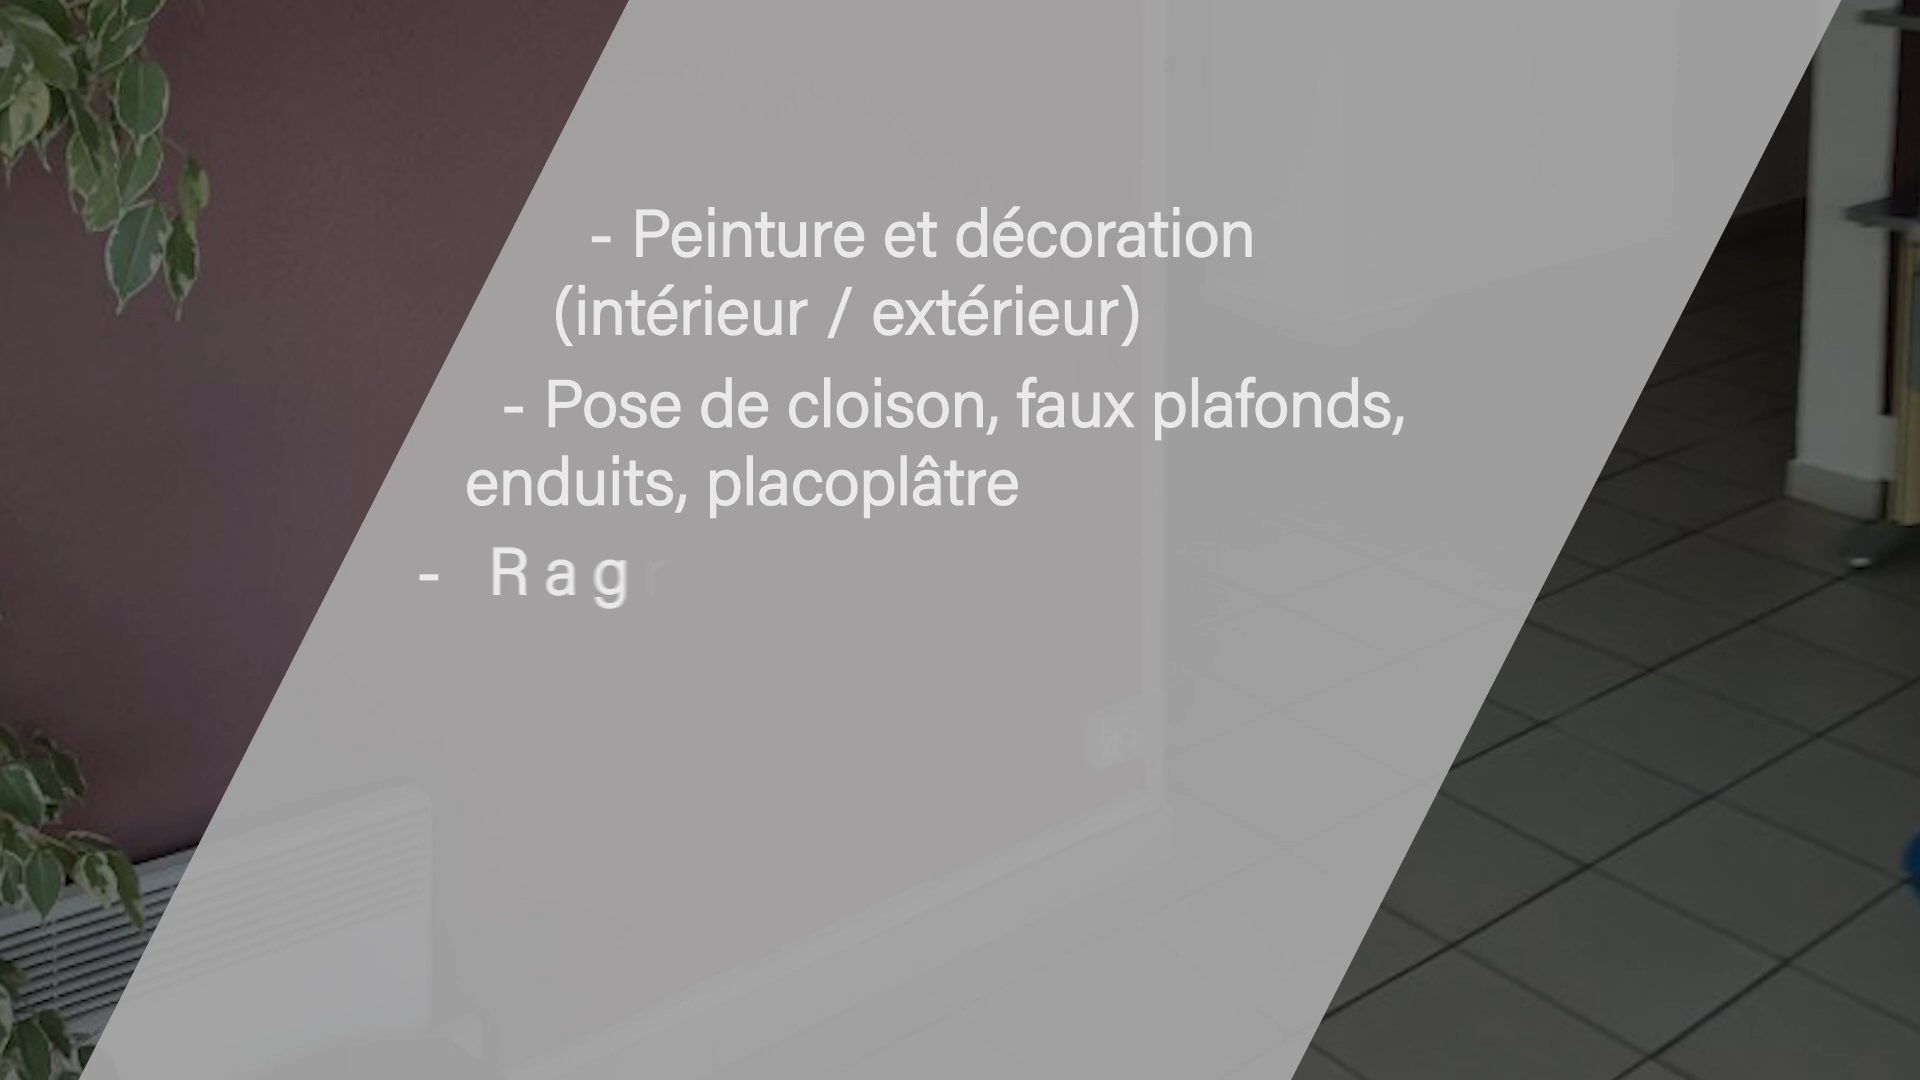 - Peinture et décoration
(intérieur / extérieur)
- Pose de cloison, faux plafonds,
enduits, placoplâtre
- Rag